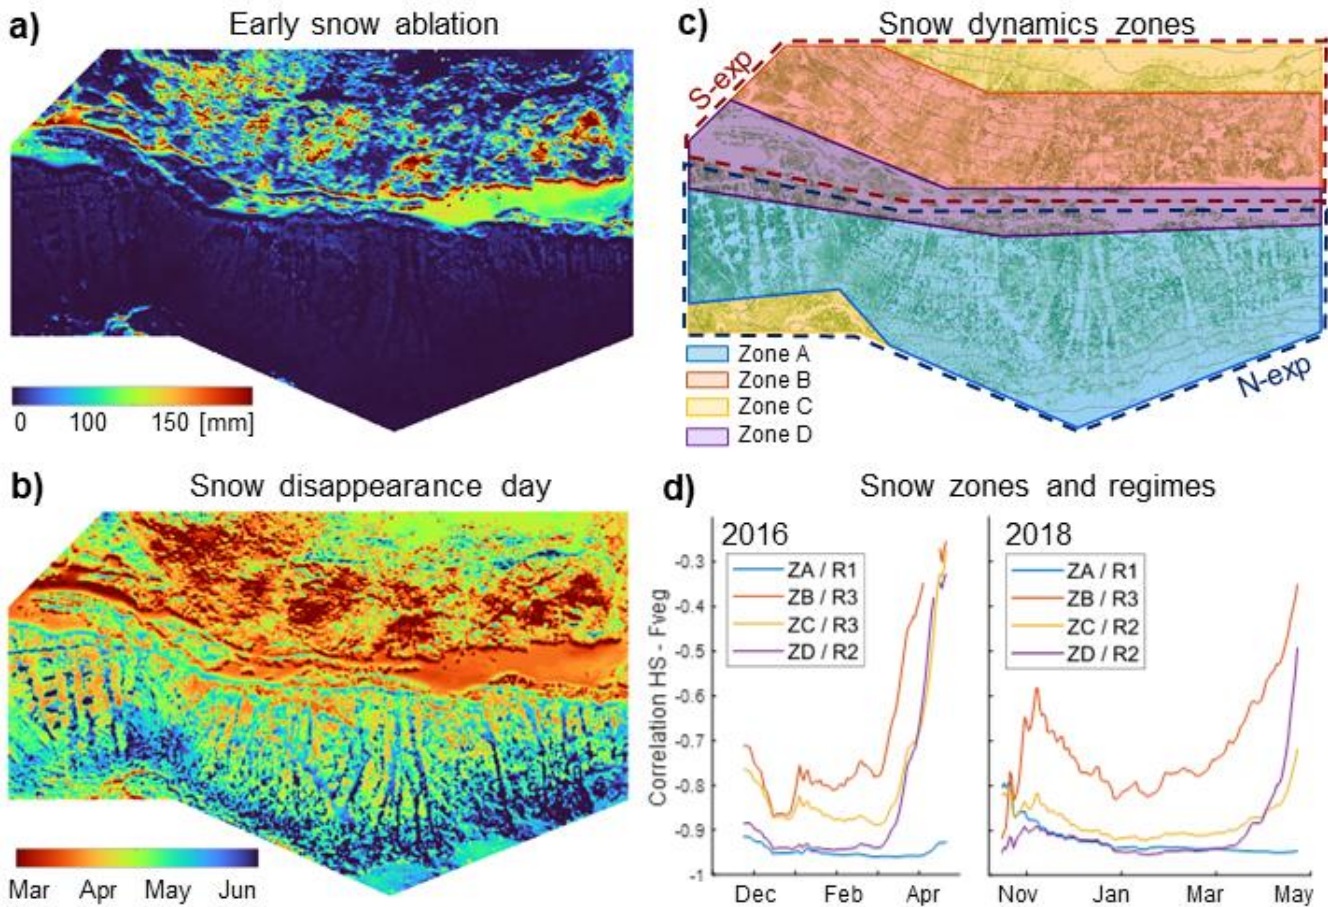 a) Early snow ablation
0 100 150 [mm]
b) Snow disappearance day
Mar Apr May Jun
c) Snow dynamics zones
S-exp
N-exp
Zone A
Zone B
Zone C
Zone D
d) Snow zones and regimes
Correlation HS - Fveg
-0.3
-0.4
-0.5
-0.6
-0.7
-0.8
-0.9
-1
2016
ZA / R1
ZB / R3
ZC / R3
ZD / R2
Dec Feb Apr
2018
ZA / R1
ZB / R3
ZC / R2
ZD / R2
Nov Jan Mar May